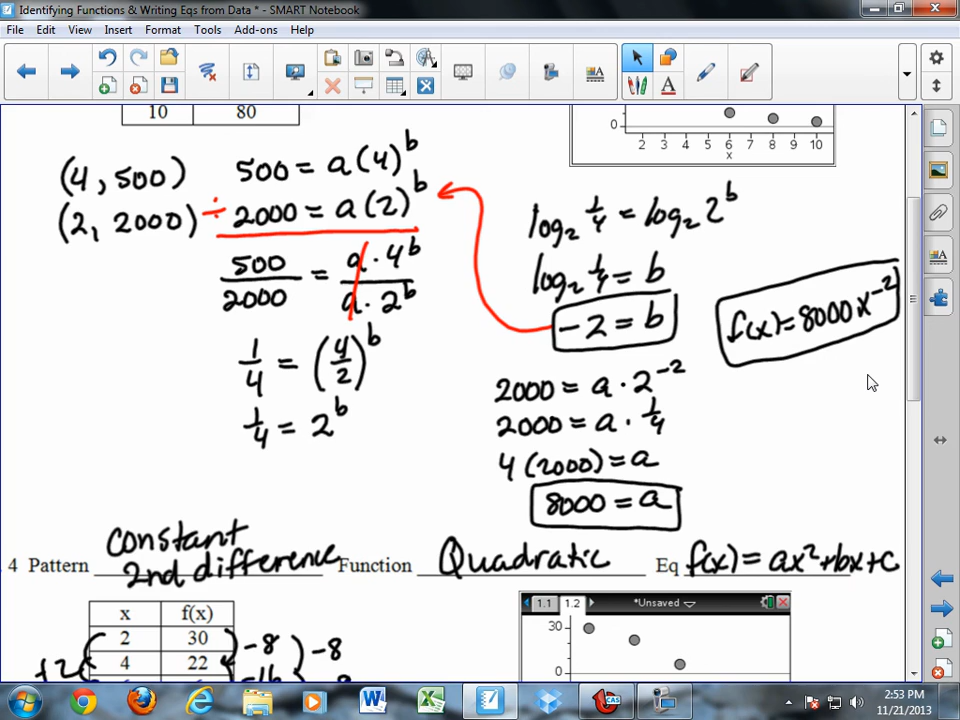 Identifying Functions & Writing Eqs from Data * - SMART Notebook
File Edit View Insert Format Tools Add-ons Help
10 80
0
2 3 4 5 6 7 8 9 10
x
(4, 500) 500 = a(4)^b
(2, 2000) ÷ 2000 = a(2)^b
500/2000 = a · 4^b / a · 2^b
1/4 = (4/2)^b
1/4 = 2^b
log₂ 1/4 = log₂ 2^b
log₂ 1/4 = b
-2 = b
f(x) = 8000x^-2
2000 = a · 2^-2
2000 = a · 1/4
4(2000) = a
8000 = a
4 Pattern constant 2nd difference Function Quadratic Eq f(x) = ax² + bx + c
x f(x)
2 30
4 22
+2
-8
-8
-16
1.1 1.2 *Unsaved
30
0
2:53 PM
11/21/2013